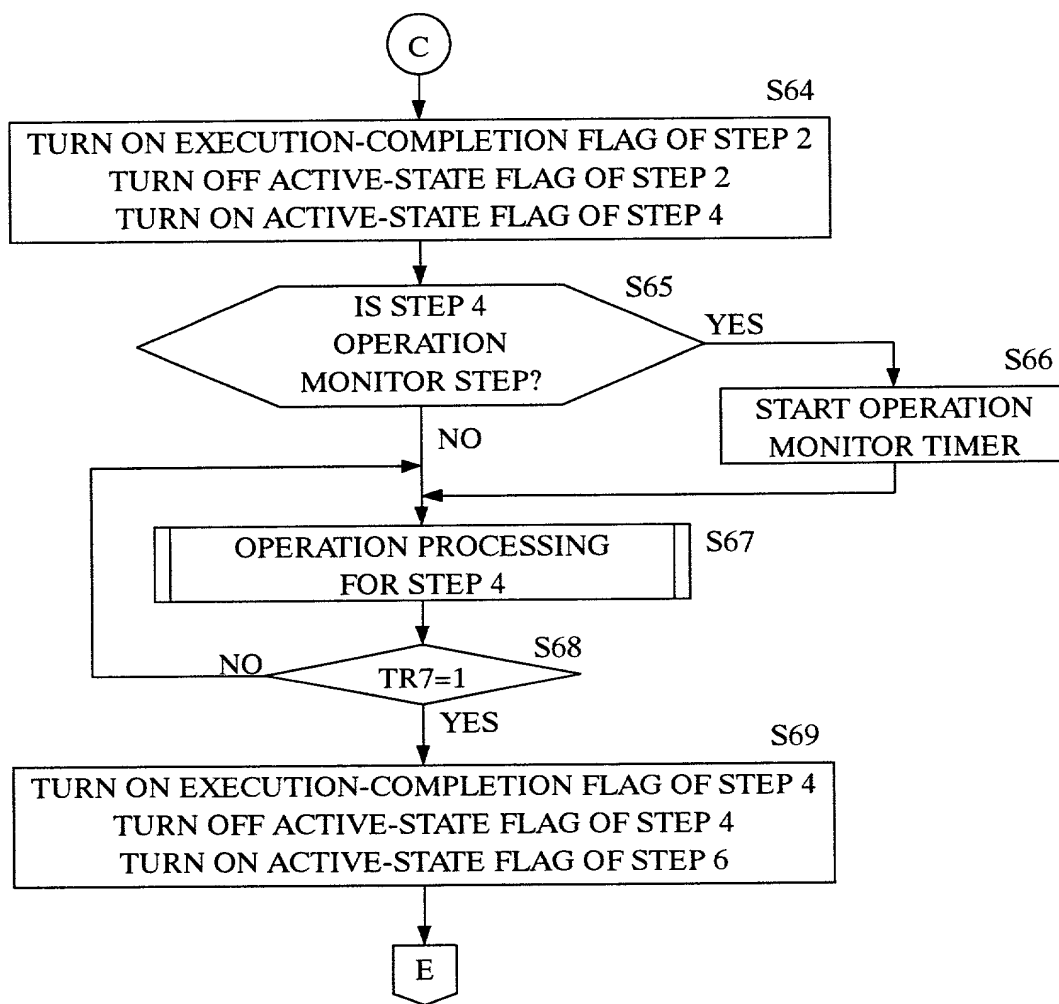 C
S64
TURN ON EXECUTION-COMPLETION FLAG OF STEP 2
TURN OFF ACTIVE-STATE FLAG OF STEP 2
TURN ON ACTIVE-STATE FLAG OF STEP 4
S65
IS STEP 4
OPERATION
MONITOR STEP?
YES
S66
START OPERATION
MONITOR TIMER
NO
OPERATION PROCESSING
FOR STEP 4
S67
S68
NO
TR7=1
YES
S69
TURN ON EXECUTION-COMPLETION FLAG OF STEP 4
TURN OFF ACTIVE-STATE FLAG OF STEP 4
TURN ON ACTIVE-STATE FLAG OF STEP 6
E